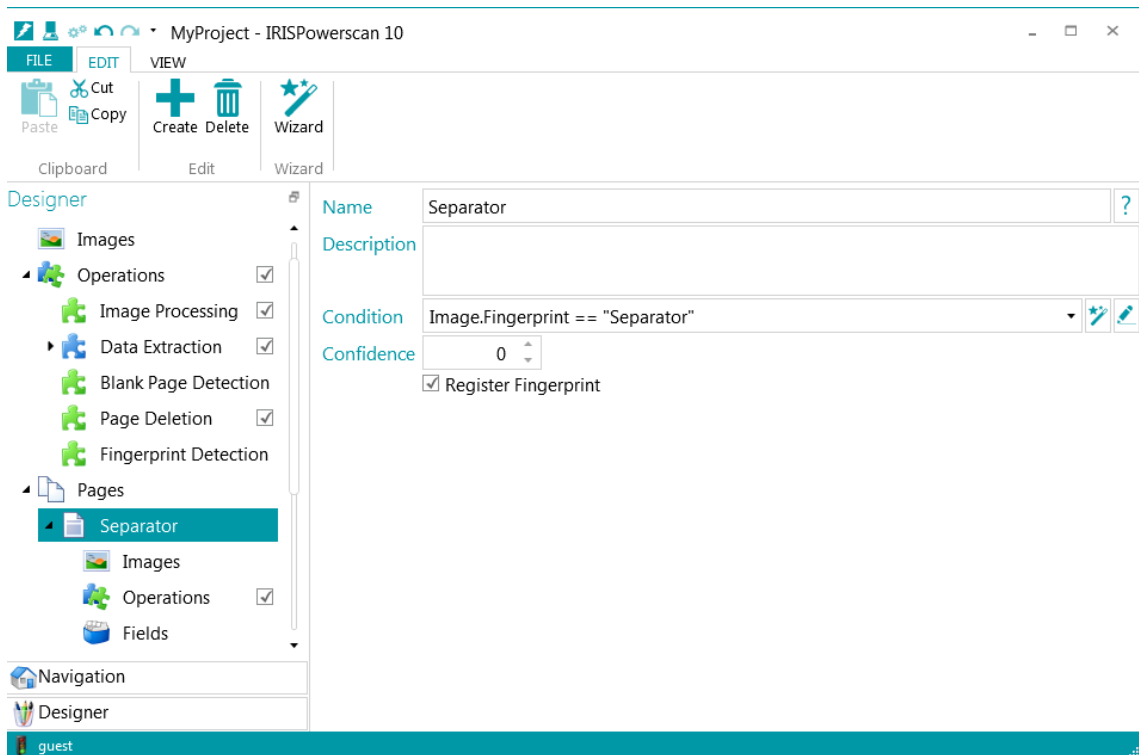 MyProject - IRISPowerscan 10
FILE EDIT VIEW
Paste Cut
Copy
Create Delete
Wizard
Clipboard Edit Wizard
Designer
Images
Operations
Image Processing
Data Extraction
Blank Page Detection
Page Deletion
Fingerprint Detection
Pages
Separator
Images
Operations
Fields
Navigation
Designer
guest
Name Separator ?
Description
Condition Image.Fingerprint == "Separator"
Confidence 0
Register Fingerprint